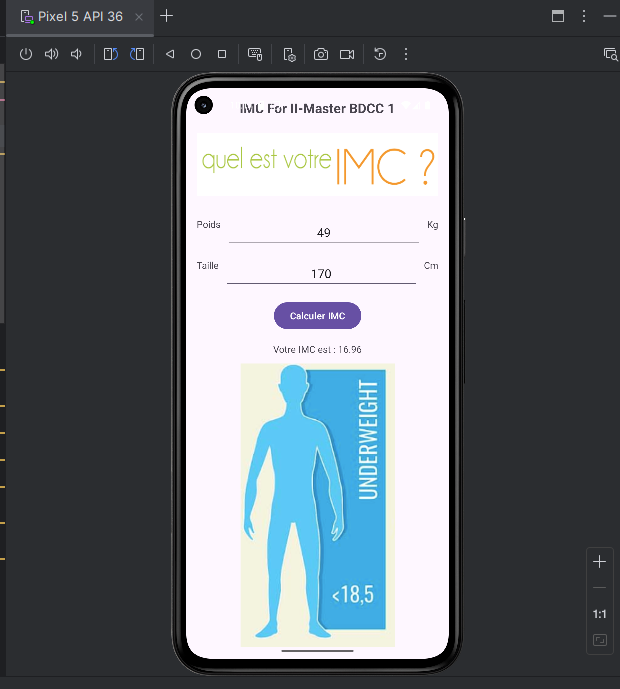 Pixel 5 API 36
IMC For II-Master BDCC 1
quel est votre IMC ?
Poids 49 Kg
Taille 170 Cm
Calculer IMC
Votre IMC est : 16.96
UNDERWEIGHT
<18,5
1:1